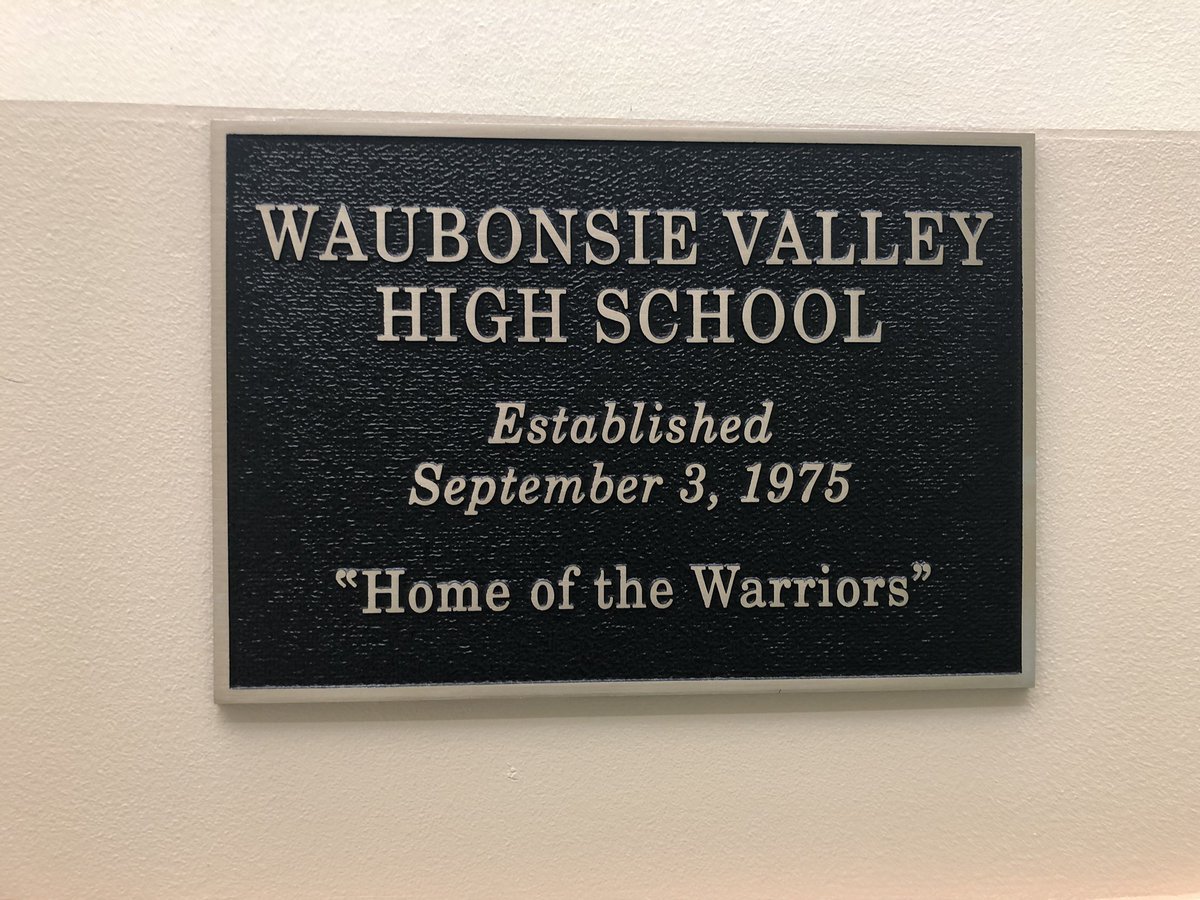 WAUBONSIE VALLEY
HIGH SCHOOL
Established
September 3, 1975
“Home of the Warriors”